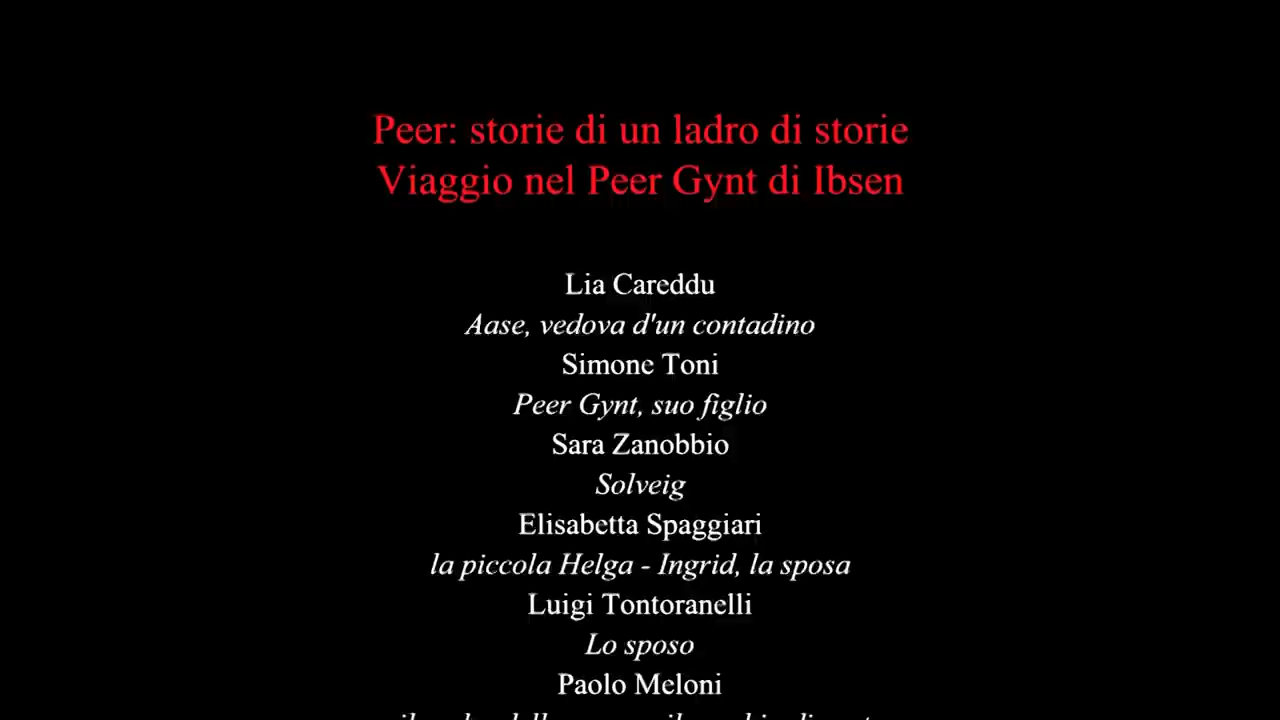 Peer: storie di un ladro di storie
Viaggio nel Peer Gynt di Ibsen
Lia Careddu
Aase, vedova d'un contadino
Simone Toni
Peer Gynt, suo figlio
Sara Zanobbio
Solveig
Elisabetta Spaggiari
la piccola Helga - Ingrid, la sposa
Luigi Tontoranelli
Lo sposo
Paolo Meloni